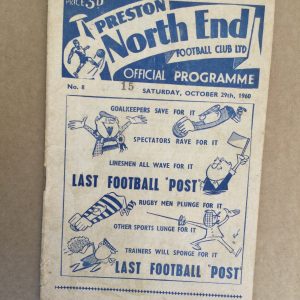 PRICE 3D
PRESTON
North End
FOOTBALL CLUB LTD
OFFICIAL PROGRAMME
No. 8
15
SATURDAY, OCTOBER 29th, 1960
GOALKEEPERS SAVE FOR IT
SPECTATORS RAVE FOR IT
LINESMEN ALL WAVE FOR IT
LAST FOOTBALL "POST"
RUGBY MEN PLUNGE FOR IT
OTHER SPORTS LUNGE FOR IT
TRAINERS WILL SPONGE FOR IT
LAST FOOTBALL "POST"